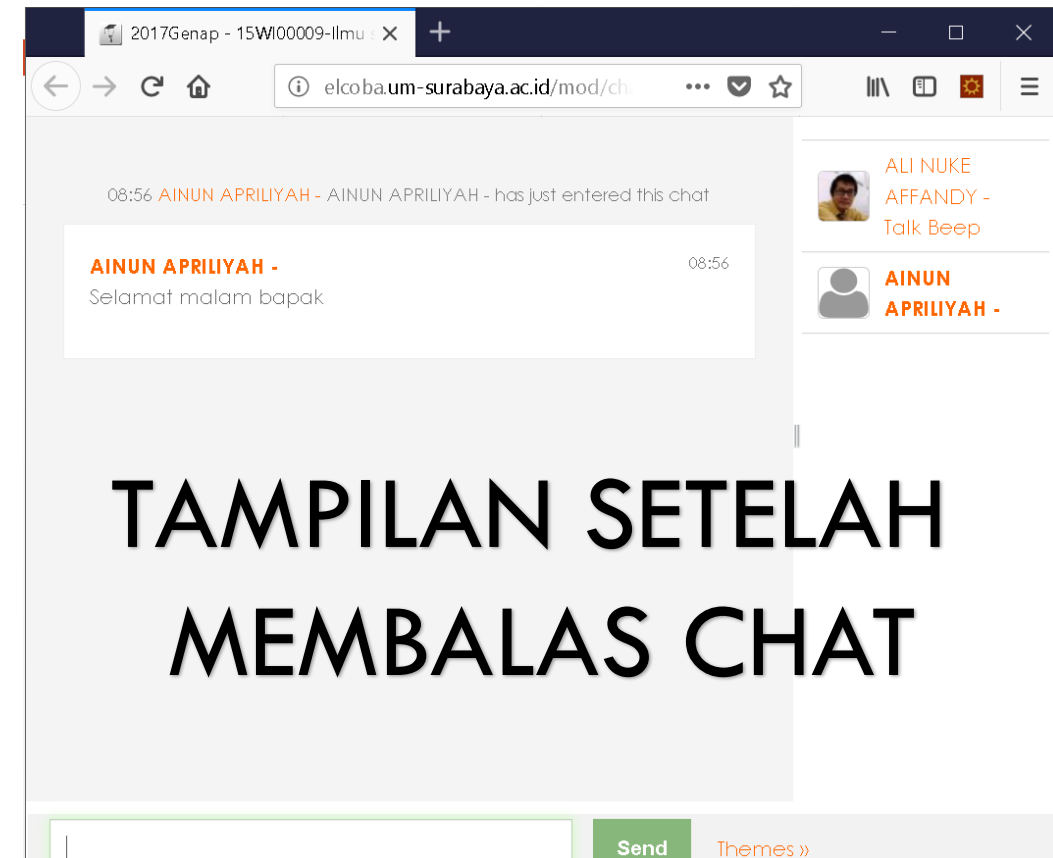 2017Genap - 15WI00009-Ilmu s
elcoba.um-surabaya.ac.id/mod/ch
08:56 AINUN APRILIYAH - AINUN APRILIYAH - has just entered this chat
AINUN APRILIYAH -
08:56
Selamat malam bapak
ALI NUKE
AFFANDY -
Talk Beep
AINUN
APRILIYAH -
TAMPILAN SETELAH
MEMBALAS CHAT
Send
Themes »